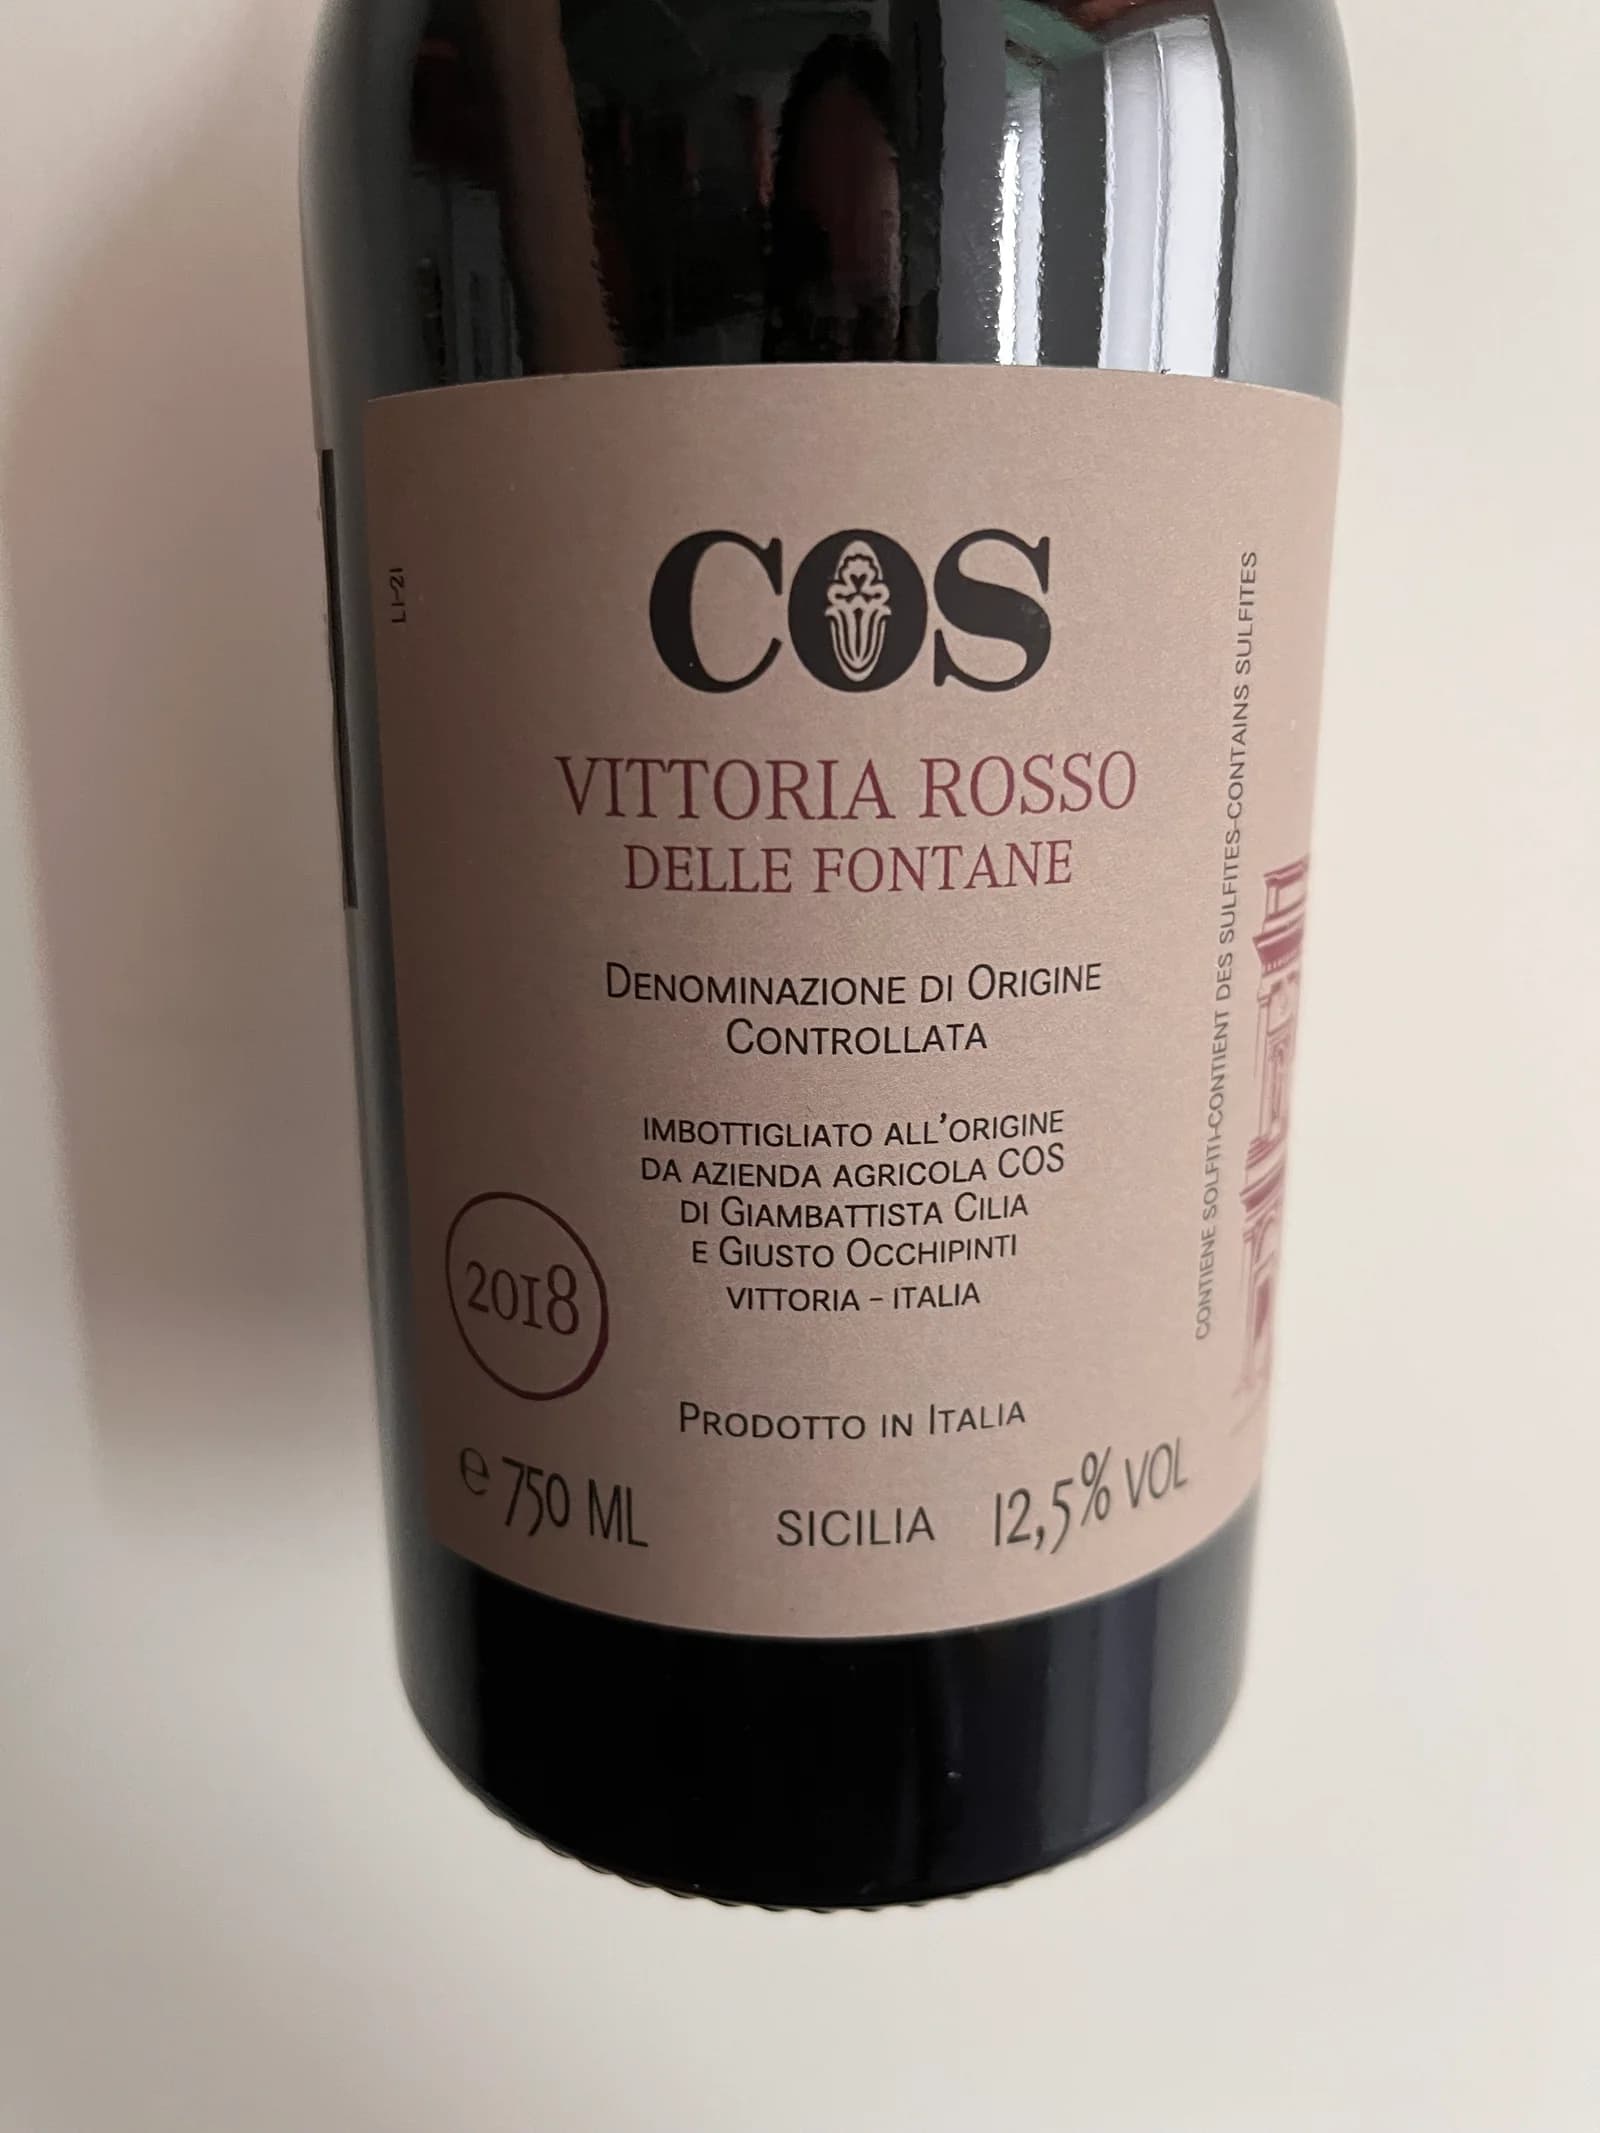 COS
VITTORIA ROSSO
DELLE FONTANE
DENOMINAZIONE DI ORIGINE
CONTROLLATA
IMBOTTIGLIATO ALL'ORIGINE
DA AZIENDA AGRICOLA COS
DI GIAMBATTISTA CILIA
E GIUSTO OCCHIPINTI
VITTORIA - ITALIA
2018
PRODOTTO IN ITALIA
℮ 750 ML
SICILIA
12,5% VOL
L1-21
CONTIENE SOLFITI-CONTIENT DES SULFITES-CONTAINS SULFITES